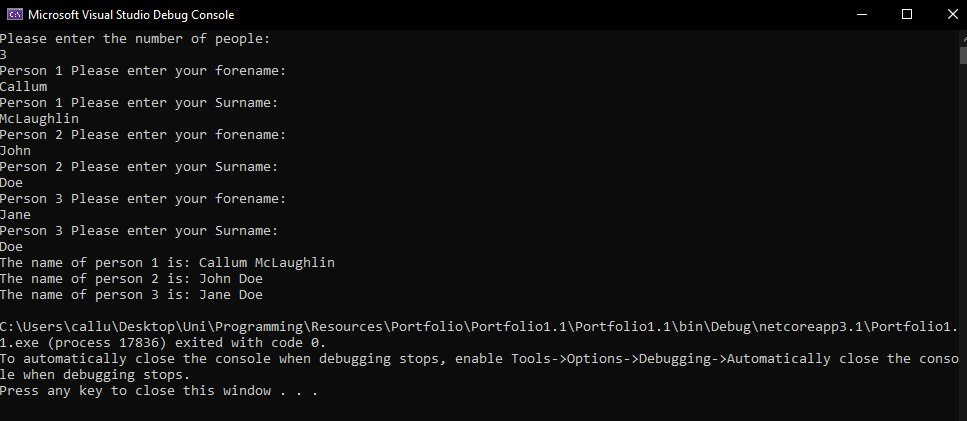 Microsoft Visual Studio Debug Console
Please enter the number of people:
3
Person 1 Please enter your forename:
Callum
Person 1 Please enter your Surname:
McLaughlin
Person 2 Please enter your forename:
John
Person 2 Please enter your Surname:
Doe
Person 3 Please enter your forename:
Jane
Person 3 Please enter your Surname:
Doe
The name of person 1 is: Callum McLaughlin
The name of person 2 is: John Doe
The name of person 3 is: Jane Doe
C:\Users\callu\Desktop\Uni\Programming\Resources\Portfolio\Portfolio1.1\Portfolio1.1\bin\Debug\netcoreapp3.1\Portfolio1.
1.exe (process 17836) exited with code 0.
To automatically close the console when debugging stops, enable Tools->Options->Debugging->Automatically close the conso
le when debugging stops.
Press any key to close this window . . .